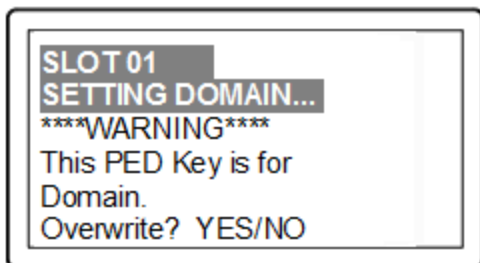 SLOT 01
SETTING DOMAIN...
****WARNING****
This PED Key is for
Domain.
Overwrite? YES/NO